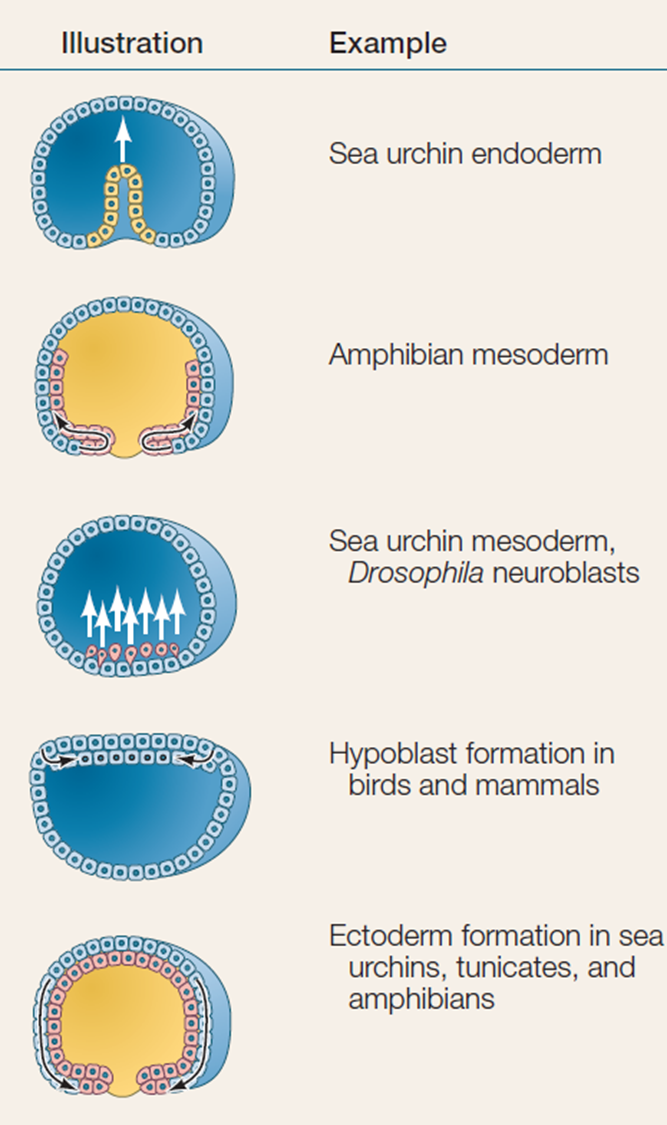 Illustration Example
Sea urchin endoderm
Amphibian mesoderm
Sea urchin mesoderm,
Drosophila neuroblasts
Hypoblast formation in
birds and mammals
Ectoderm formation in sea
urchins, tunicates, and
amphibians